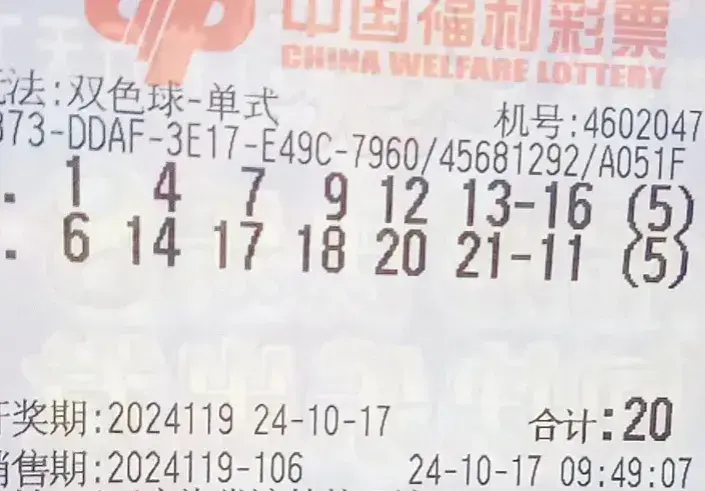 中国福利彩票
CHINA WELFARE LOTTERY
玩法:双色球-单式
机号:4602047
373-DDAF-3E17-E49C-7960/45681292/A051F
. 1 4 7 9 12 13-16 (5)
. 6 14 17 18 20 21-11 (5)
开奖期:2024119 24-10-17 合计:20
销售期:2024119-106 24-10-17 09:49:07